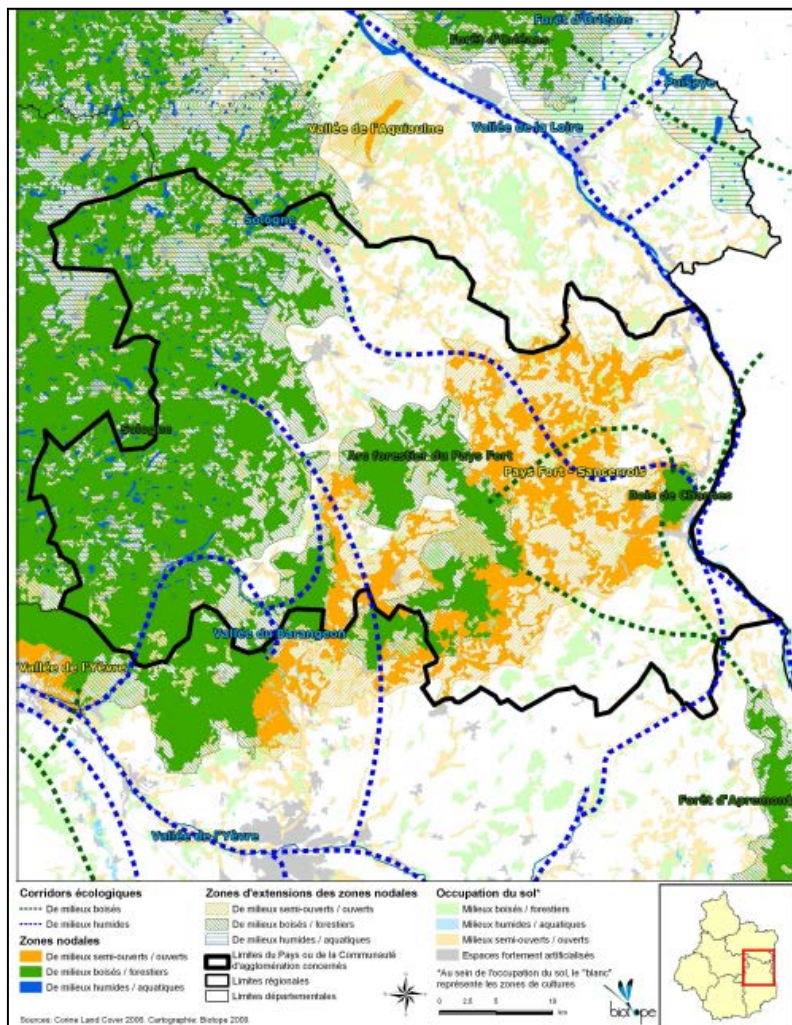 Forêt d'Orléans
Forêt d'Orléans
Puisaye
Vallée de l'Aquiaulne
Vallée de la Loire
Sologne
Sologne
Arc forestier du Pays Fort
Pays Fort - Sancerrois
Bois de Charnes
Vallée du Barangeon
Vallée de l'Yèvre
Forêt d'Apremont
Vallée de l'Yèvre
Corridors écologiques
De milieux boisés
De milieux humides
Zones nodales
De milieux semi-ouverts / ouverts
De milieux boisés / forestiers
De milieux humides / aquatiques
Zones d'extensions des zones nodales
De milieux semi-ouverts / ouverts
De milieux boisés / forestiers
De milieux humides / aquatiques
Limites du Pays ou de la Communauté
d'agglomération concernés
Limites régionales
Limites départementales
Occupation du sol*
Milieux boisés / forestiers
Milieux humides / aquatiques
Milieux semi-ouverts / ouverts
Espaces fortement artificialisés
*Au sein de l'occupation du sol, le "blanc"
représente les zones de cultures
0 2,5 5 10
km
biotope
Sources: Corine Land Cover 2006. Cartographie: Biotope 2009.